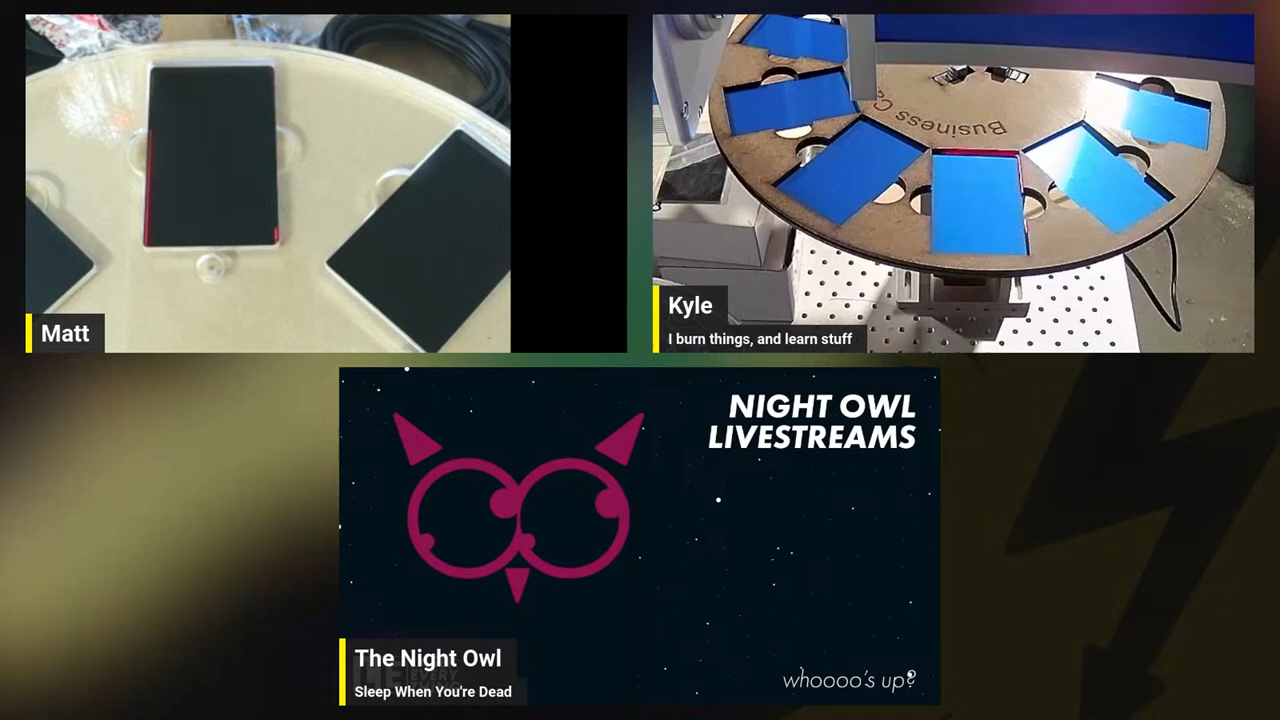 Matt
Business C
Kyle
I burn things, and learn stuff
NIGHT OWL
LIVESTREAMS
The Night Owl
EVERY
Sleep When You're Dead
whoooo's up?